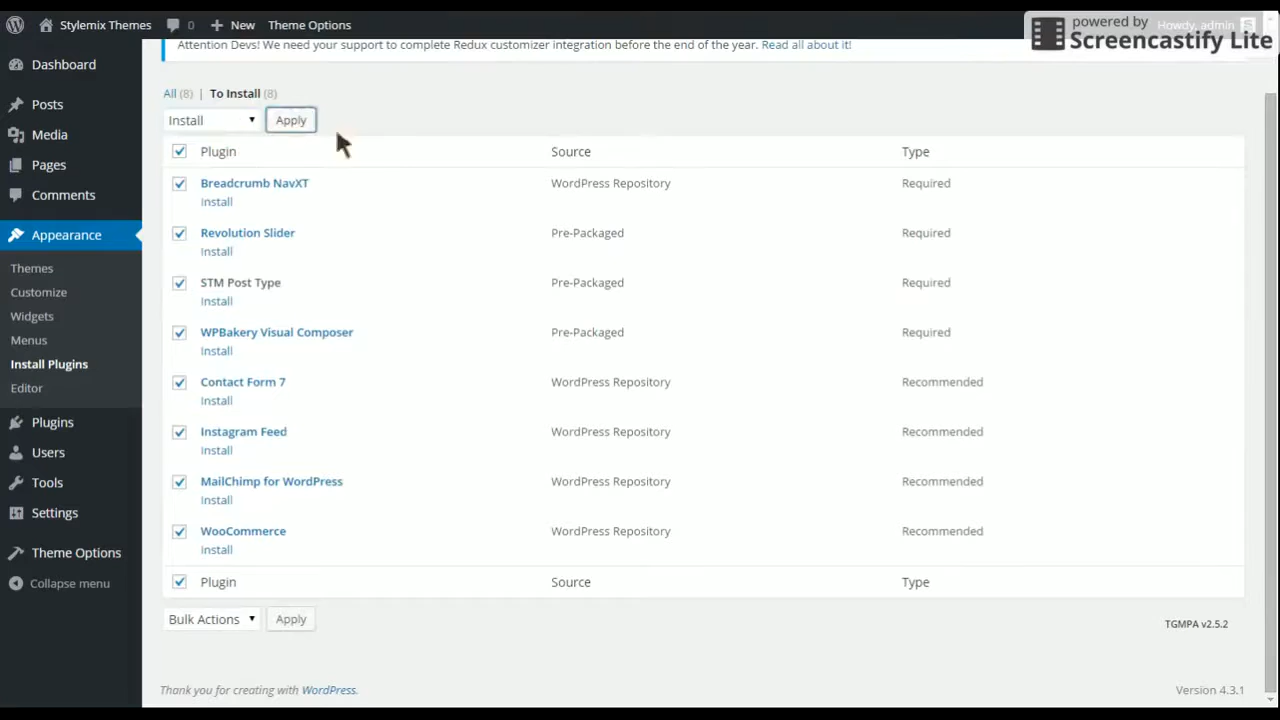 Stylemix Themes 0 New Theme Options Howdy, admin
powered by
Screencastify Lite
Attention Devs! We need your support to complete Redux customizer integration before the end of the year. Read all about it!
Dashboard
Posts
Media
Pages
Comments
Appearance
Themes
Customize
Widgets
Menus
Install Plugins
Editor
Plugins
Users
Tools
Settings
Theme Options
Collapse menu
All (8) | To Install (8)
Install Apply
Plugin Source Type
Breadcrumb NavXT WordPress Repository Required
Install
Revolution Slider Pre-Packaged Required
Install
STM Post Type Pre-Packaged Required
Install
WPBakery Visual Composer Pre-Packaged Required
Install
Contact Form 7 WordPress Repository Recommended
Install
Instagram Feed WordPress Repository Recommended
Install
MailChimp for WordPress WordPress Repository Recommended
Install
WooCommerce WordPress Repository Recommended
Install
Plugin Source Type
Bulk Actions Apply
TGMPA v2.5.2
Thank you for creating with WordPress. Version 4.3.1